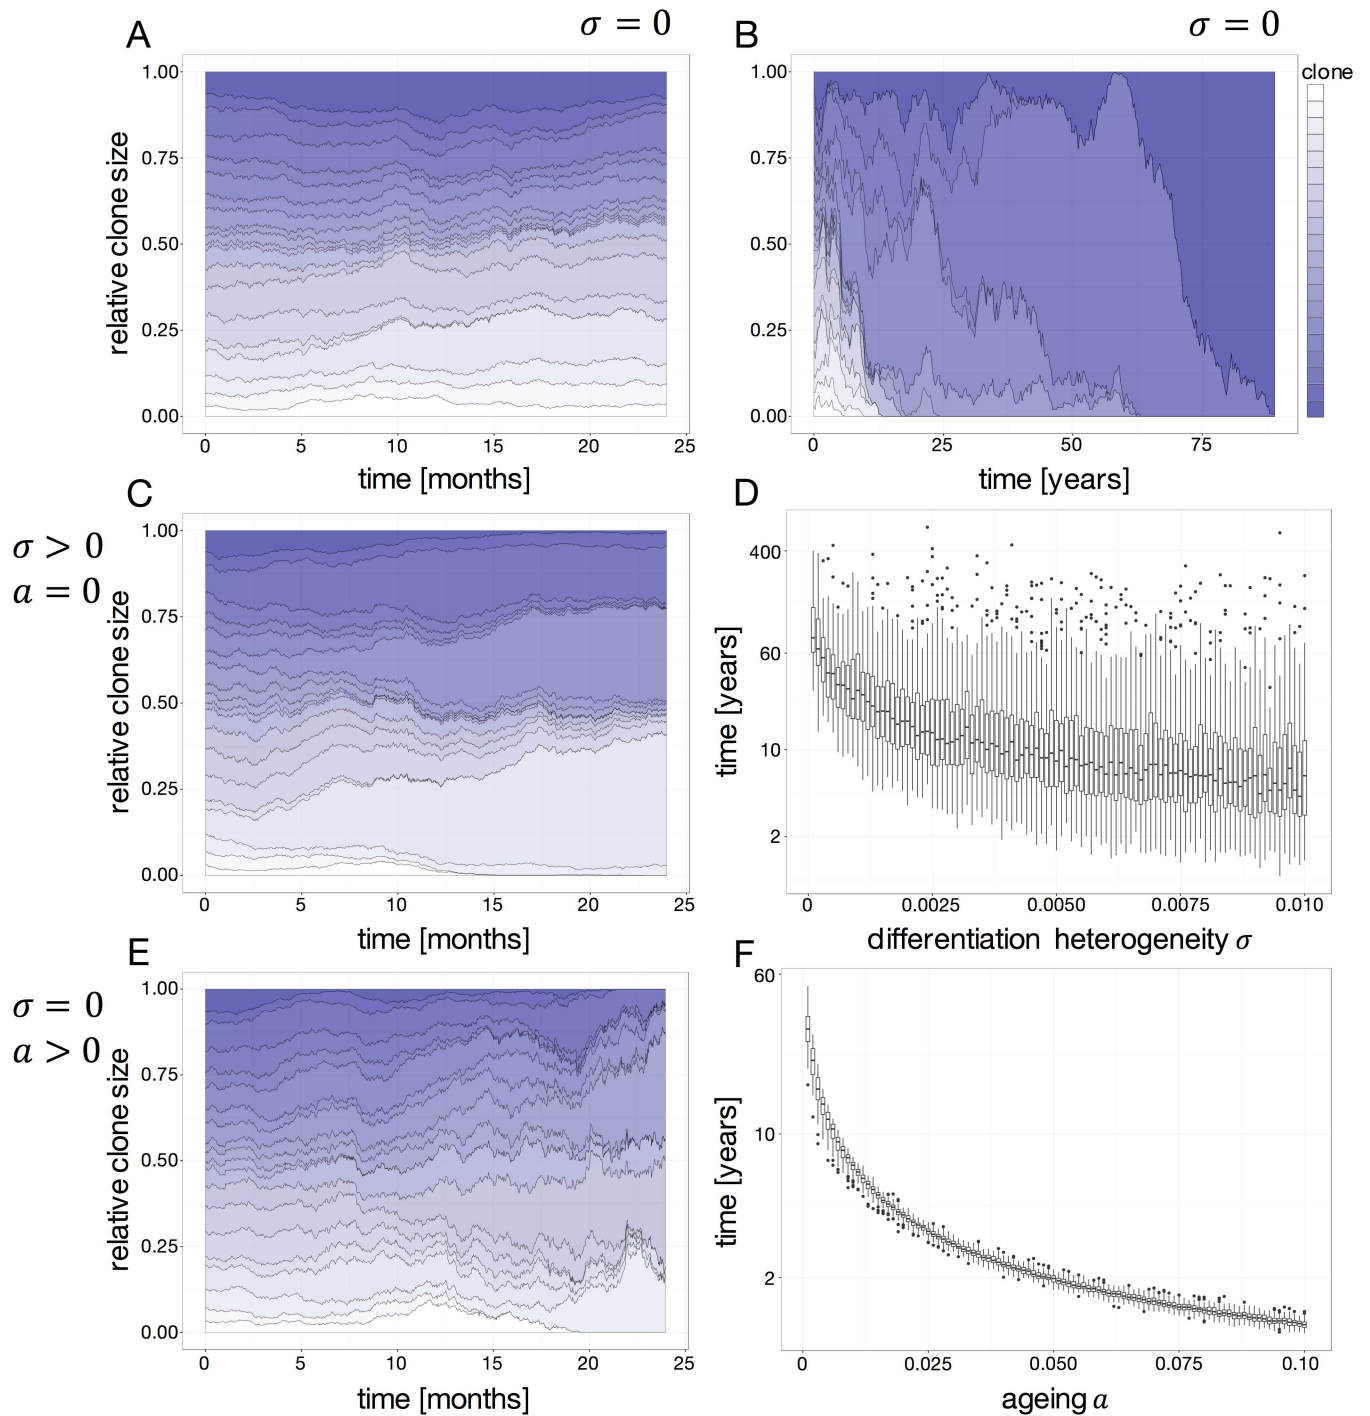 A
σ = 0
1.00
0.75
0.50
0.25
0.00
relative clone size
0 5 10 15 20 25
time [months]
B
σ = 0
clone
1.00
0.75
0.50
0.25
0.00
relative clone size
0 25 50 75
time [years]
C
σ > 0
a = 0
1.00
0.75
0.50
0.25
0.00
relative clone size
0 5 10 15 20 25
time [months]
D
400
60
10
2
time [years]
0 0.0025 0.0050 0.0075 0.010
differentiation heterogeneity σ
E
σ = 0
a > 0
1.00
0.75
0.50
0.25
0.00
relative clone size
0 5 10 15 20 25
time [months]
F
60
10
2
time [years]
0 0.025 0.050 0.075 0.10
ageing a